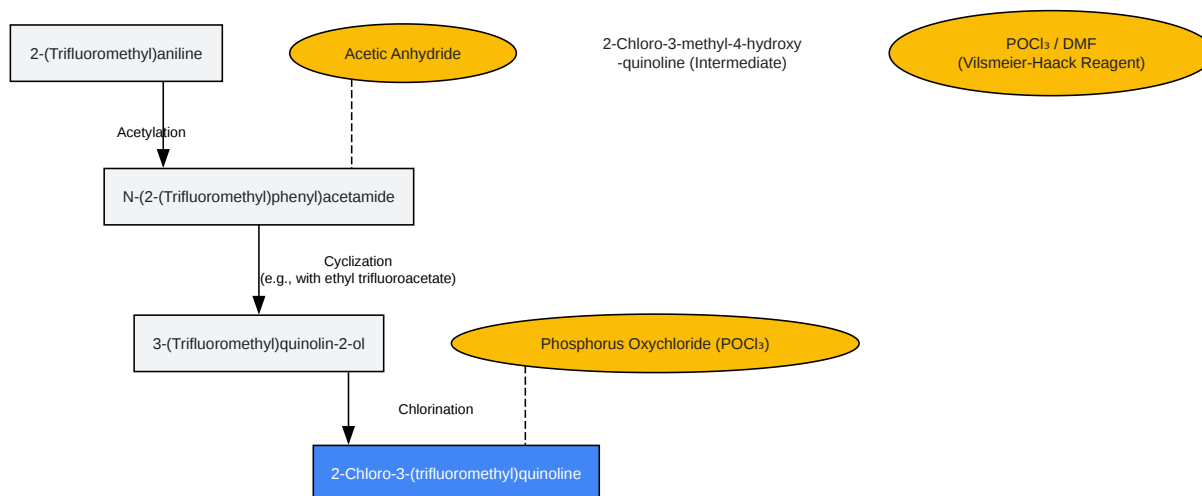 2-(Trifluoromethyl)aniline
Acetic Anhydride
2-Chloro-3-methyl-4-hydroxy
-quinoline (Intermediate)
POCl₃ / DMF
(Vilsmeier-Haack Reagent)
Acetylation
N-(2-(Trifluoromethyl)phenyl)acetamide
Cyclization
(e.g., with ethyl trifluoroacetate)
3-(Trifluoromethyl)quinolin-2-ol
Phosphorus Oxychloride (POCl₃)
Chlorination
2-Chloro-3-(trifluoromethyl)quinoline